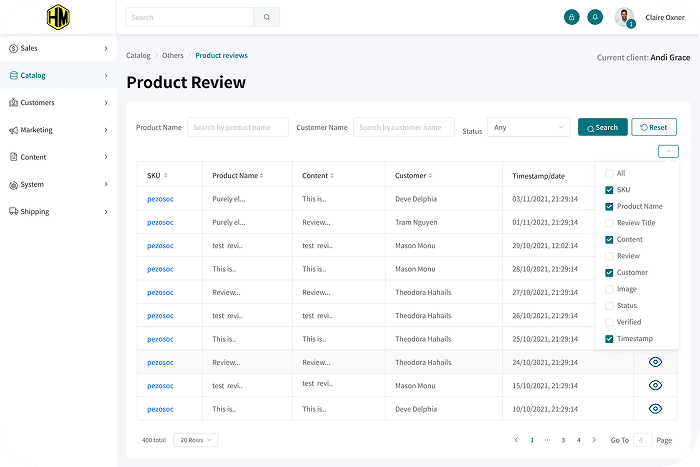 HM
Search
1
Claire Oxner
Sales
Catalog
Customers
Marketing
Content
System
Shipping
Catalog > Others > Product reviews
Current client: Andi Grace
Product Review
Product Name Search by product name Customer Name Search by customer name Status Any Search Reset
SKU Product Name Content Customer Timestamp/date
pezosoc Purely el... This is.. Deve Delphia 03/11/2021, 21:29:14
pezosoc Purely el... Review... Tram Nguyen 01/11/2021, 21:29:14
pezosoc test revi.. test revi.. Mason Monu 29/10/2021, 12:02:14
pezosoc This is.. This is.. Mason Monu 28/10/2021, 21:29:14
pezosoc Review... Review... Theodora Hahails 27/10/2021, 21:29:14
pezosoc test revi.. test revi.. Theodora Hahails 26/10/2021, 21:29:14
pezosoc This is.. This is.. Theodora Hahails 25/10/2021, 21:29:14
pezosoc Review... Review... Theodora Hahails 24/10/2021, 21:29:14
pezosoc test revi.. test revi.. Mason Monu 15/10/2021, 21:29:14
pezosoc This is.. This is.. Deve Delphia 10/10/2021, 21:29:14
All
SKU
Product Name
Review Title
Content
Review
Customer
Image
Status
Verified
Timestamp
400 total 20 Rows < 1 ... 3 4 > Go To 4 Page